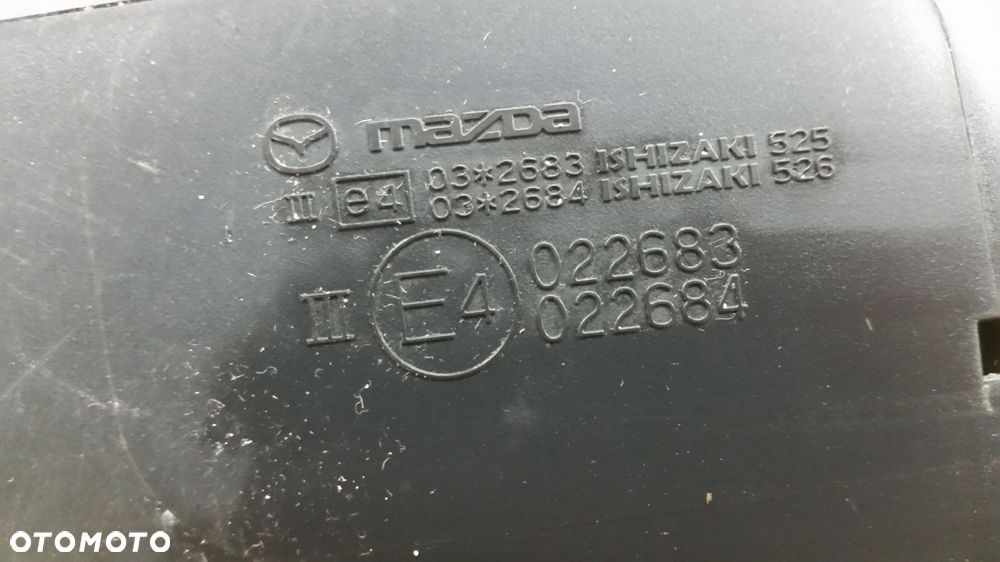 mazda
III e4 03*2683 ISHIZAKI 525
03*2684 ISHIZAKI 526
III E4 022683
022684
OTOMOTO